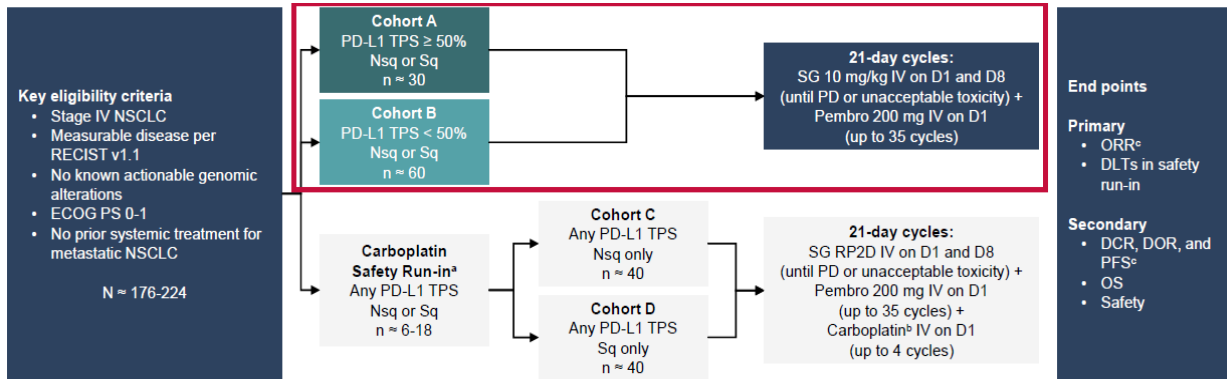 Key eligibility criteria
• Stage IV NSCLC
• Measurable disease per
RECIST v1.1
• No known actionable genomic
alterations
• ECOG PS 0-1
• No prior systemic treatment for
metastatic NSCLC
N ≈ 176-224
Cohort A
PD-L1 TPS ≥ 50%
Nsq or Sq
n ≈ 30
Cohort B
PD-L1 TPS < 50%
Nsq or Sq
n ≈ 60
21-day cycles:
SG 10 mg/kg IV on D1 and D8
(until PD or unacceptable toxicity) +
Pembro 200 mg IV on D1
(up to 35 cycles)
Carboplatin
Safety Run-inᵃ
Any PD-L1 TPS
Nsq or Sq
n ≈ 6-18
Cohort C
Any PD-L1 TPS
Nsq only
n ≈ 40
Cohort D
Any PD-L1 TPS
Sq only
n ≈ 40
21-day cycles:
SG RP2D IV on D1 and D8
(until PD or unacceptable toxicity) +
Pembro 200 mg IV on D1
(up to 35 cycles) +
Carboplatinᵇ IV on D1
(up to 4 cycles)
End points
Primary
• ORRᶜ
• DLTs in safety
run-in
Secondary
• DCR, DOR, and
PFSᶜ
• OS
• Safety